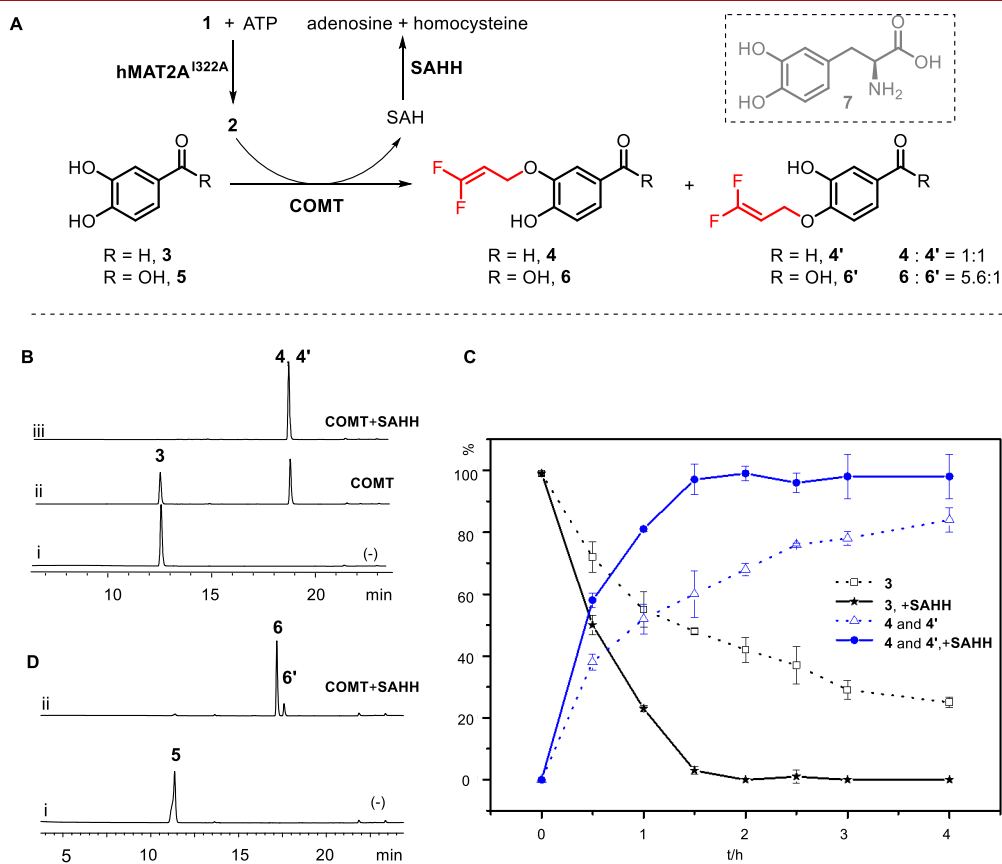 A
1 + ATP
adenosine + homocysteine
hMAT2A^I322A
SAHH
2
SAH
HO
HO
O
OH
NH2
7
HO
HO
O
R
COMT
F
F
O
HO
O
R
+
F
F
O
HO
O
R
R = H, 3
R = OH, 5
R = H, 4
R = OH, 6
R = H, 4'
R = OH, 6'
4 : 4' = 1:1
6 : 6' = 5.6:1
B
4, 4'
iii
COMT+SAHH
3
ii
COMT
i
(-)
10
15
20
min
D
6
6'
ii
COMT+SAHH
5
i
(-)
5
10
15
20
min
C
%
100
80
60
40
20
0
3
3, +SAHH
4 and 4'
4 and 4',+SAHH
0
1
2
3
4
t/h